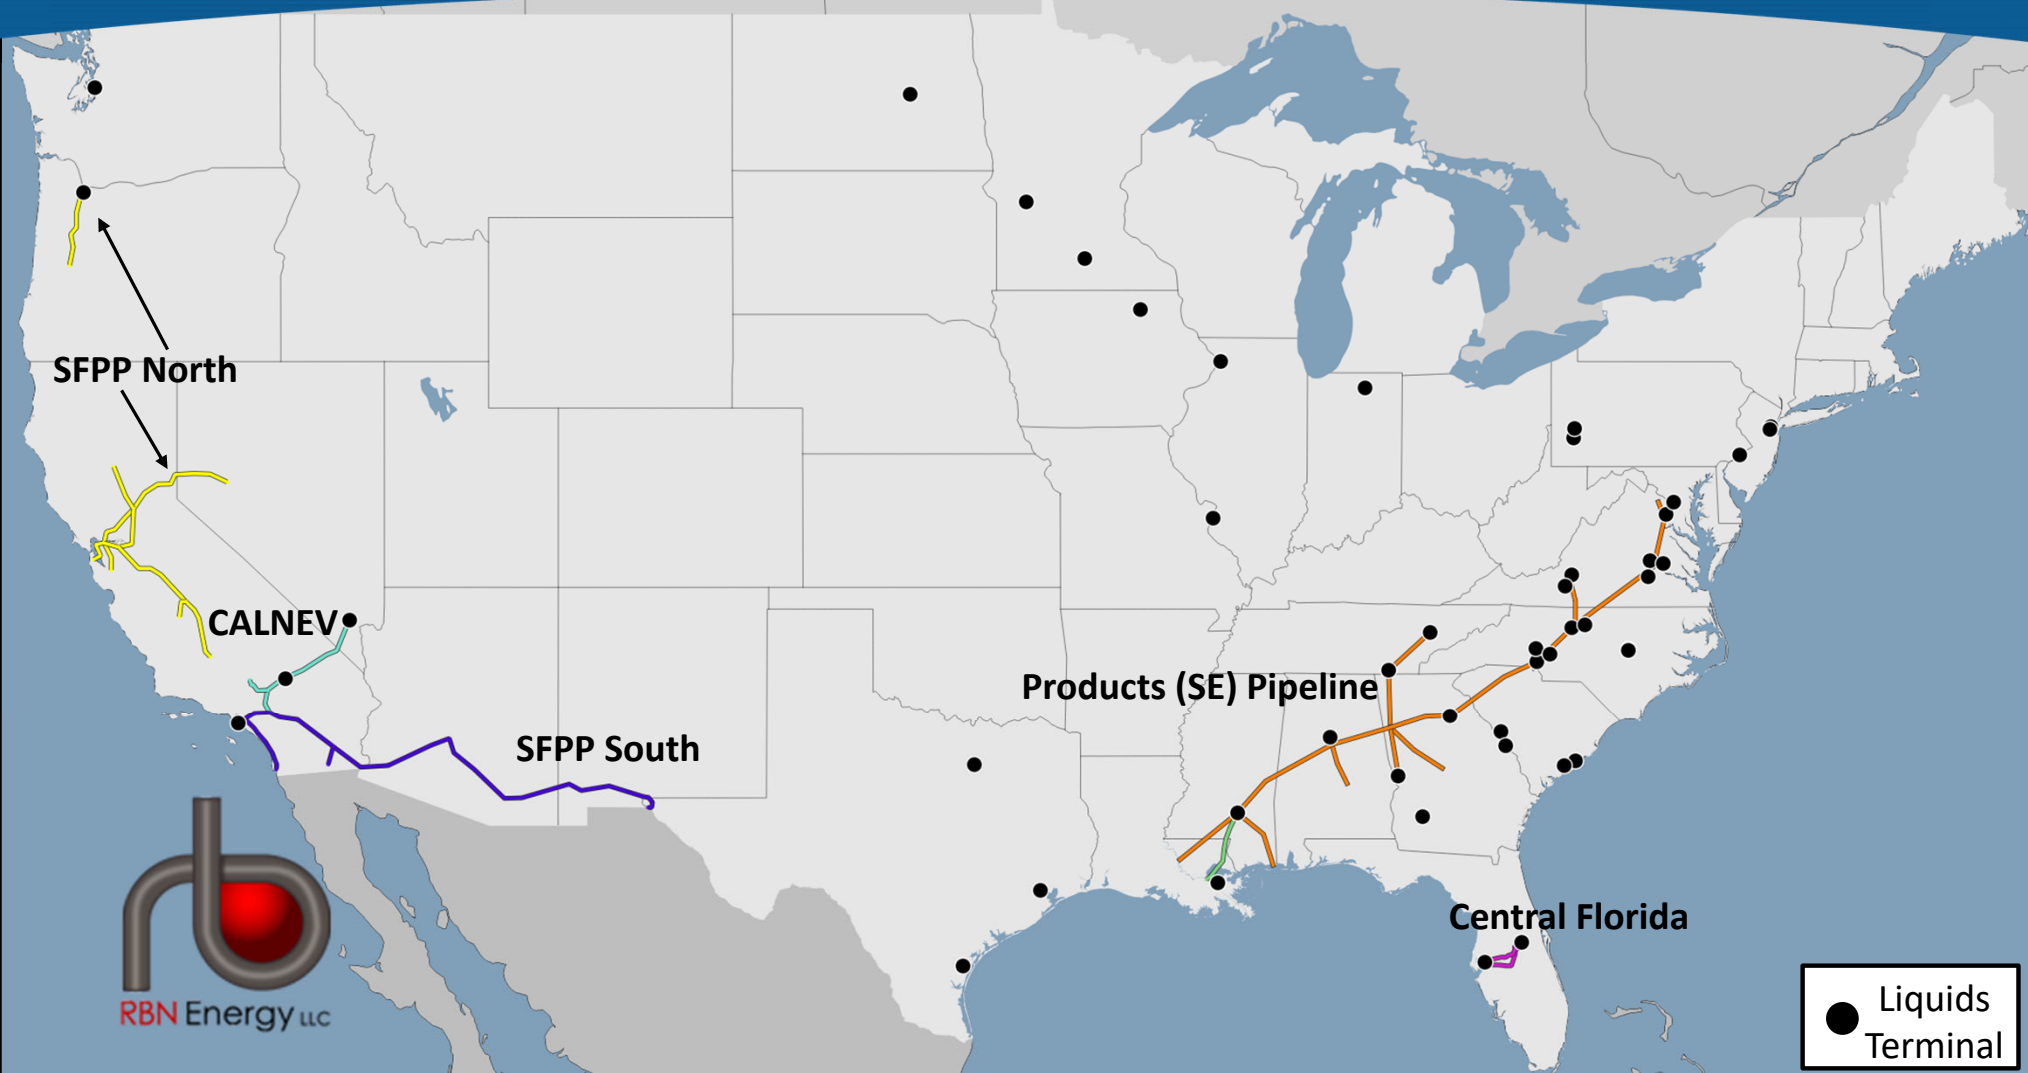 SFPP North
CALNEV
SFPP South
Products (SE) Pipeline
Central Florida
RBN Energy LLC
Liquids
Terminal